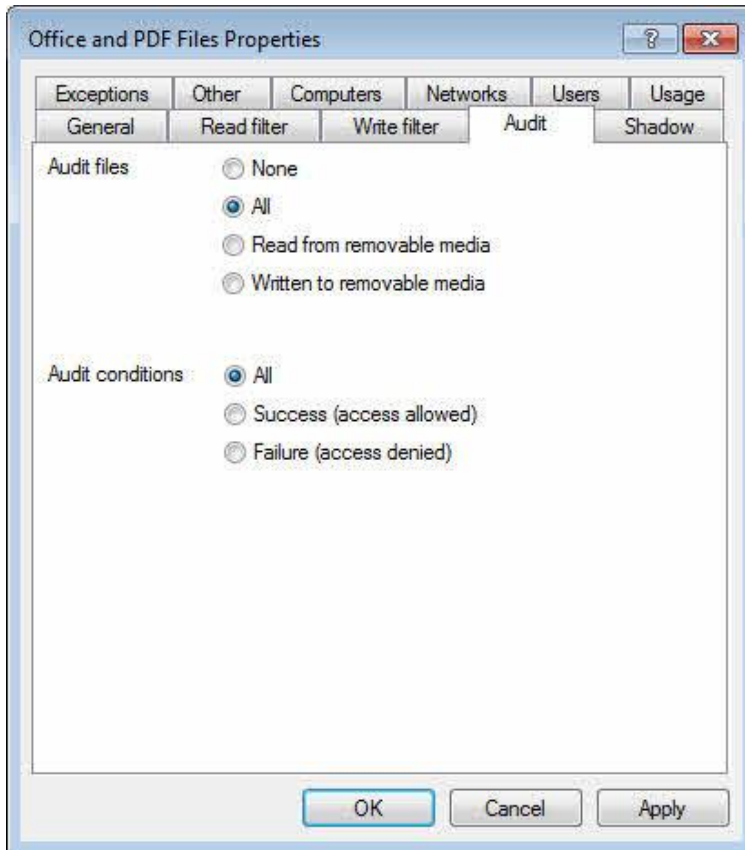 Office and PDF Files Properties
Exceptions Other Computers Networks Users Usage
General Read filter Write filter Audit Shadow
Audit files None
All
Read from removable media
Written to removable media
Audit conditions All
Success (access allowed)
Failure (access denied)
OK Cancel Apply